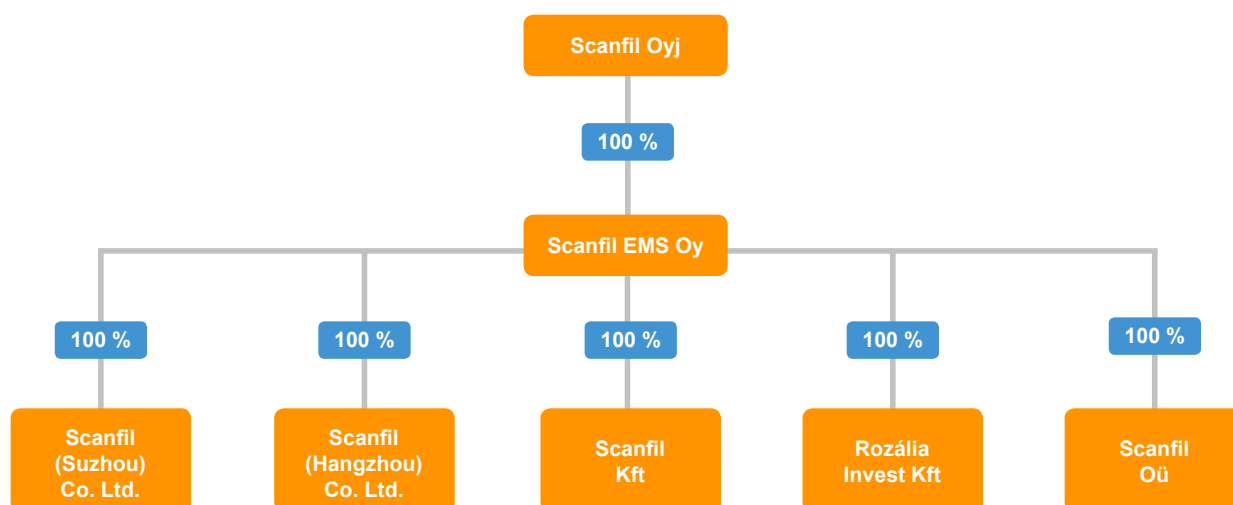 Scanfil Oyj
100 %
Scanfil EMS Oy
100 %
100 %
100 %
100 %
100 %
Scanfil
(Suzhou)
Co. Ltd.
Scanfil
(Hangzhou)
Co. Ltd.
Scanfil
Kft
Rozália
Invest Kft
Scanfil
Oü